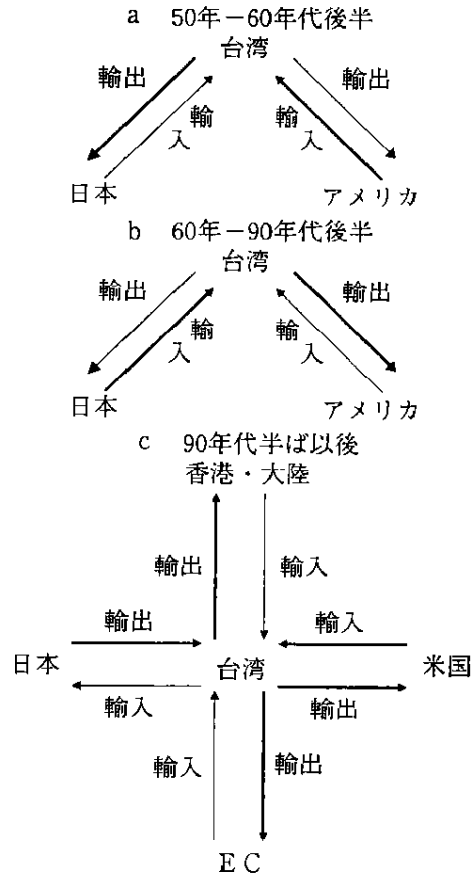 a 50年－60年代後半
台湾
輸出 輸出
輸入 輸入
日本 アメリカ
b 60年－90年代後半
台湾
輸出 輸出
輸入 輸入
日本 アメリカ
c 90年代半ば以後
香港・大陸
輸出 輸入
輸出 輸入
日本 台湾 米国
輸入 輸出
輸入 輸出
EC